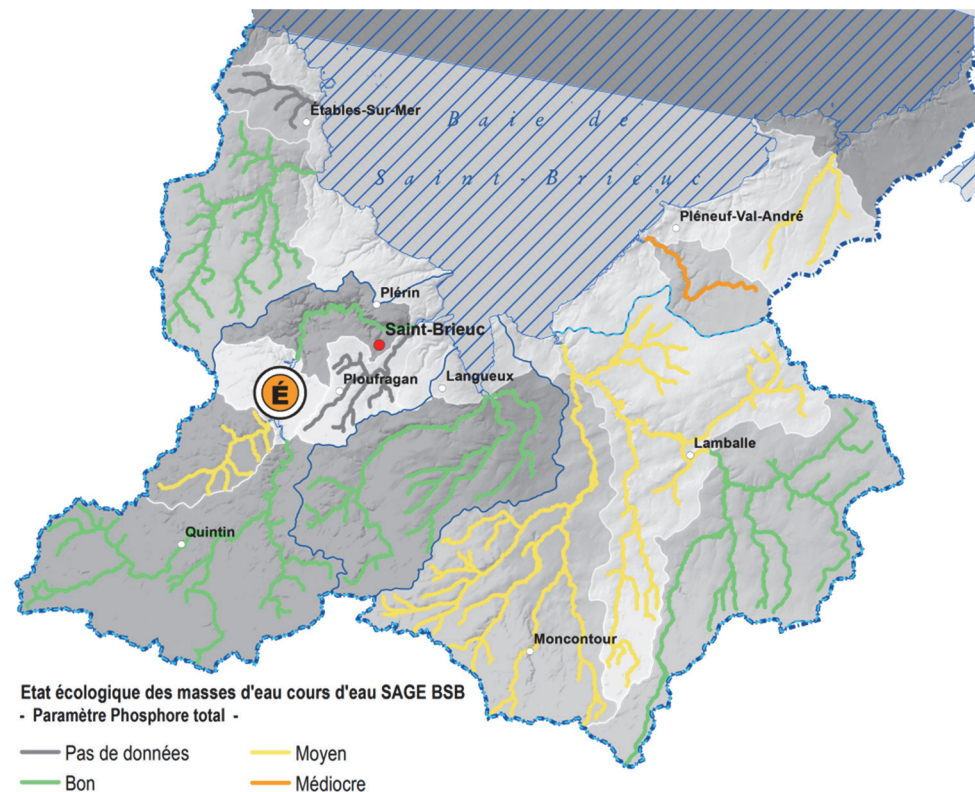 Étables-Sur-Mer
Baie de
Saint-Brieuc
Pléneuf-Val-André
Plérin
Saint-Brieuc
Ploufragan
Langueux
É
Lamballe
Quintin
Moncontour
Etat écologique des masses d'eau cours d'eau SAGE BSB
- Paramètre Phosphore total -
Pas de données
Moyen
Bon
Médiocre